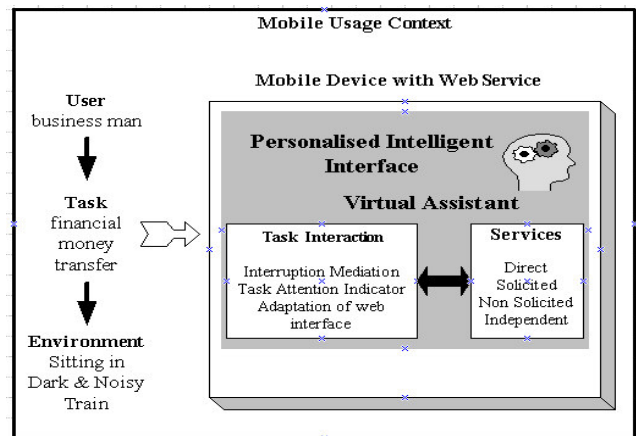 Mobile Usage Context
Mobile Device with Web Service
User
business man
Task
financial
money
transfer
Environment
Sitting in
Dark & Noisy
Train
Personalised Intelligent
Interface
Virtual Assistant
Task Interaction
Interruption Mediation
Task Attention Indicator
Adaptation of web
interface
Services
Direct
Solicited
Non Solicited
Independent